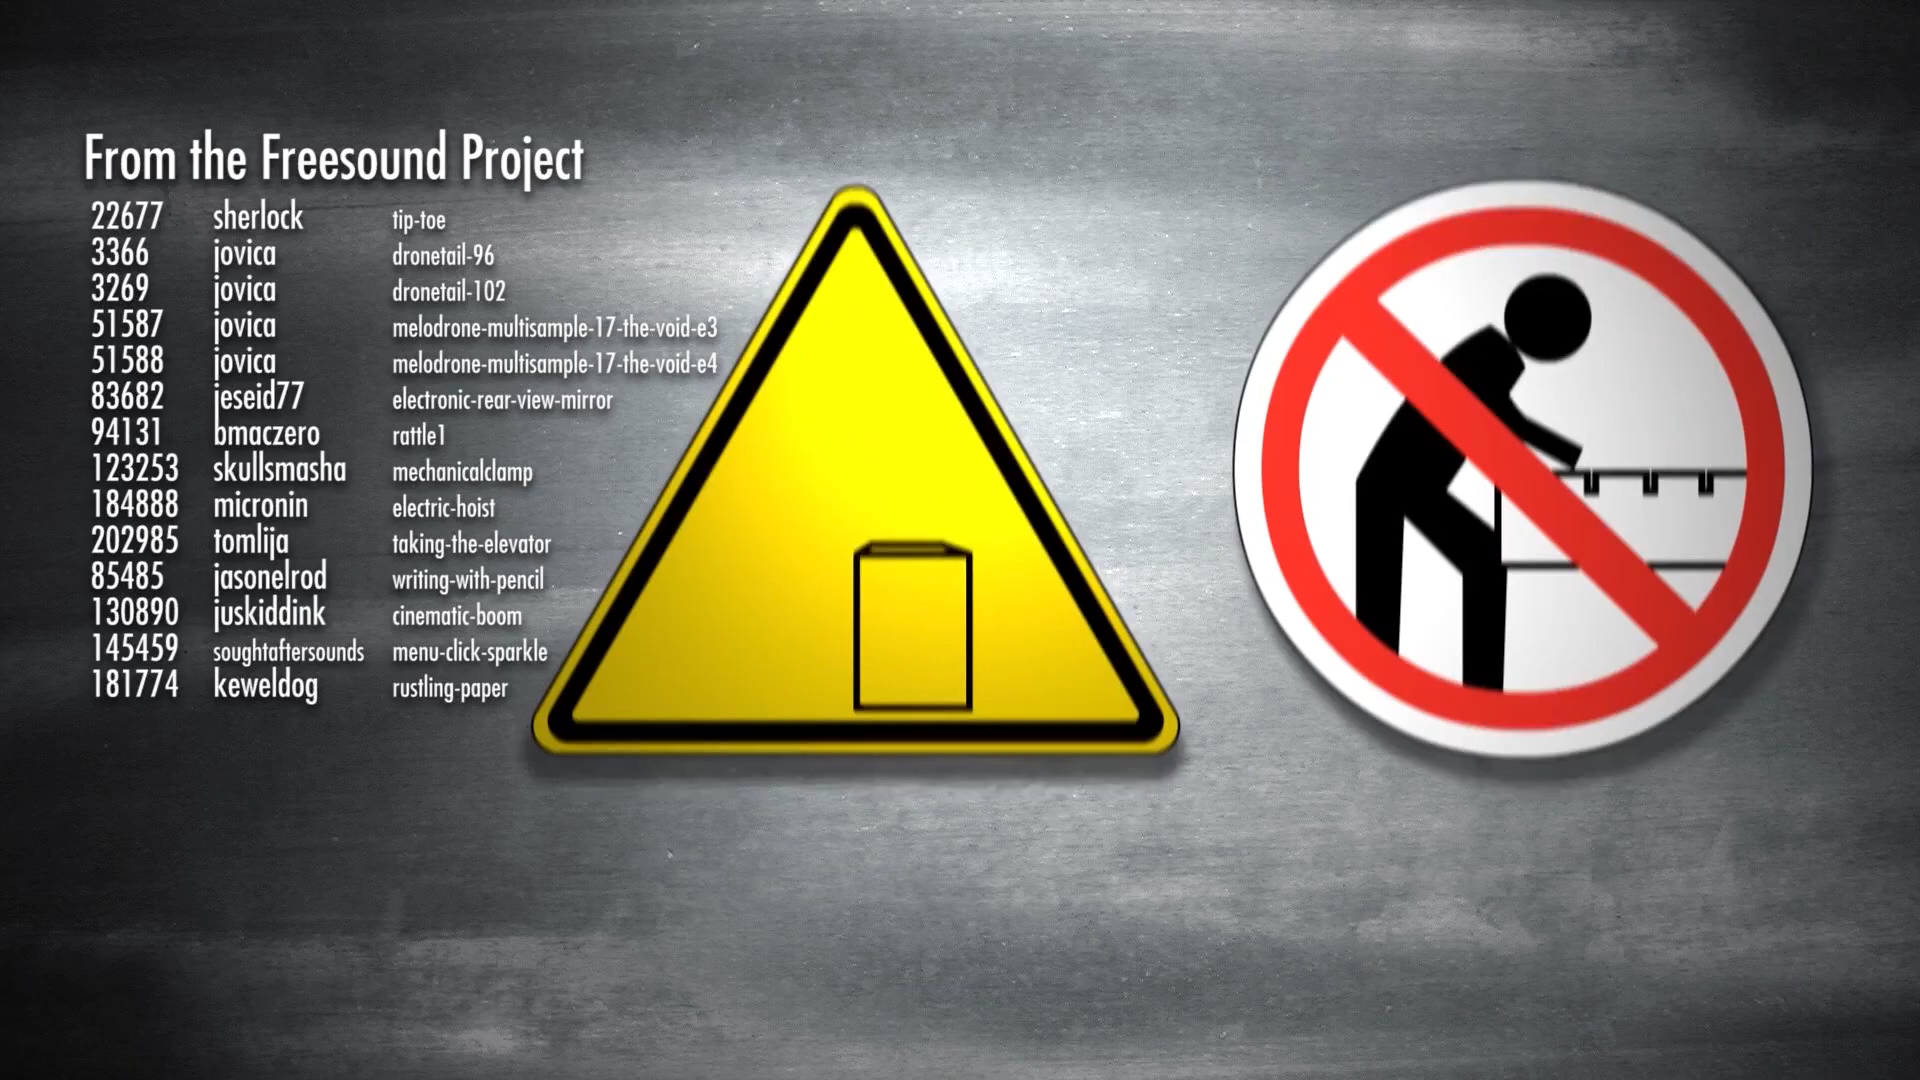 From the Freesound Project
22677 sherlock tip-toe
3366 jovica dronetail-96
3269 jovica dronetail-102
51587 jovica melodrone-multisample-17-the-void-e3
51588 jovica melodrone-multisample-17-the-void-e4
83682 jeseid77 electronic-rear-view-mirror
94131 bmaczero rattle1
123253 skullsmasha mechanicalclamp
184888 micronin electric-hoist
202985 tomlija taking-the-elevator
85485 jasonelrod writing-with-pencil
130890 juskiddink cinematic-boom
145459 soughtaftersounds menu-click-sparkle
181774 keweldog rustling-paper